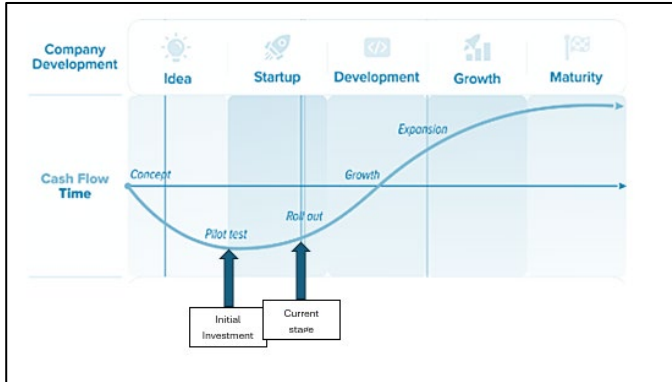 Company
Development
Idea
Startup
Development
Growth
Maturity
Cash Flow
Time
Concept
Pilot test
Roll out
Growth
Expansion
Initial
Investment
Current
stage